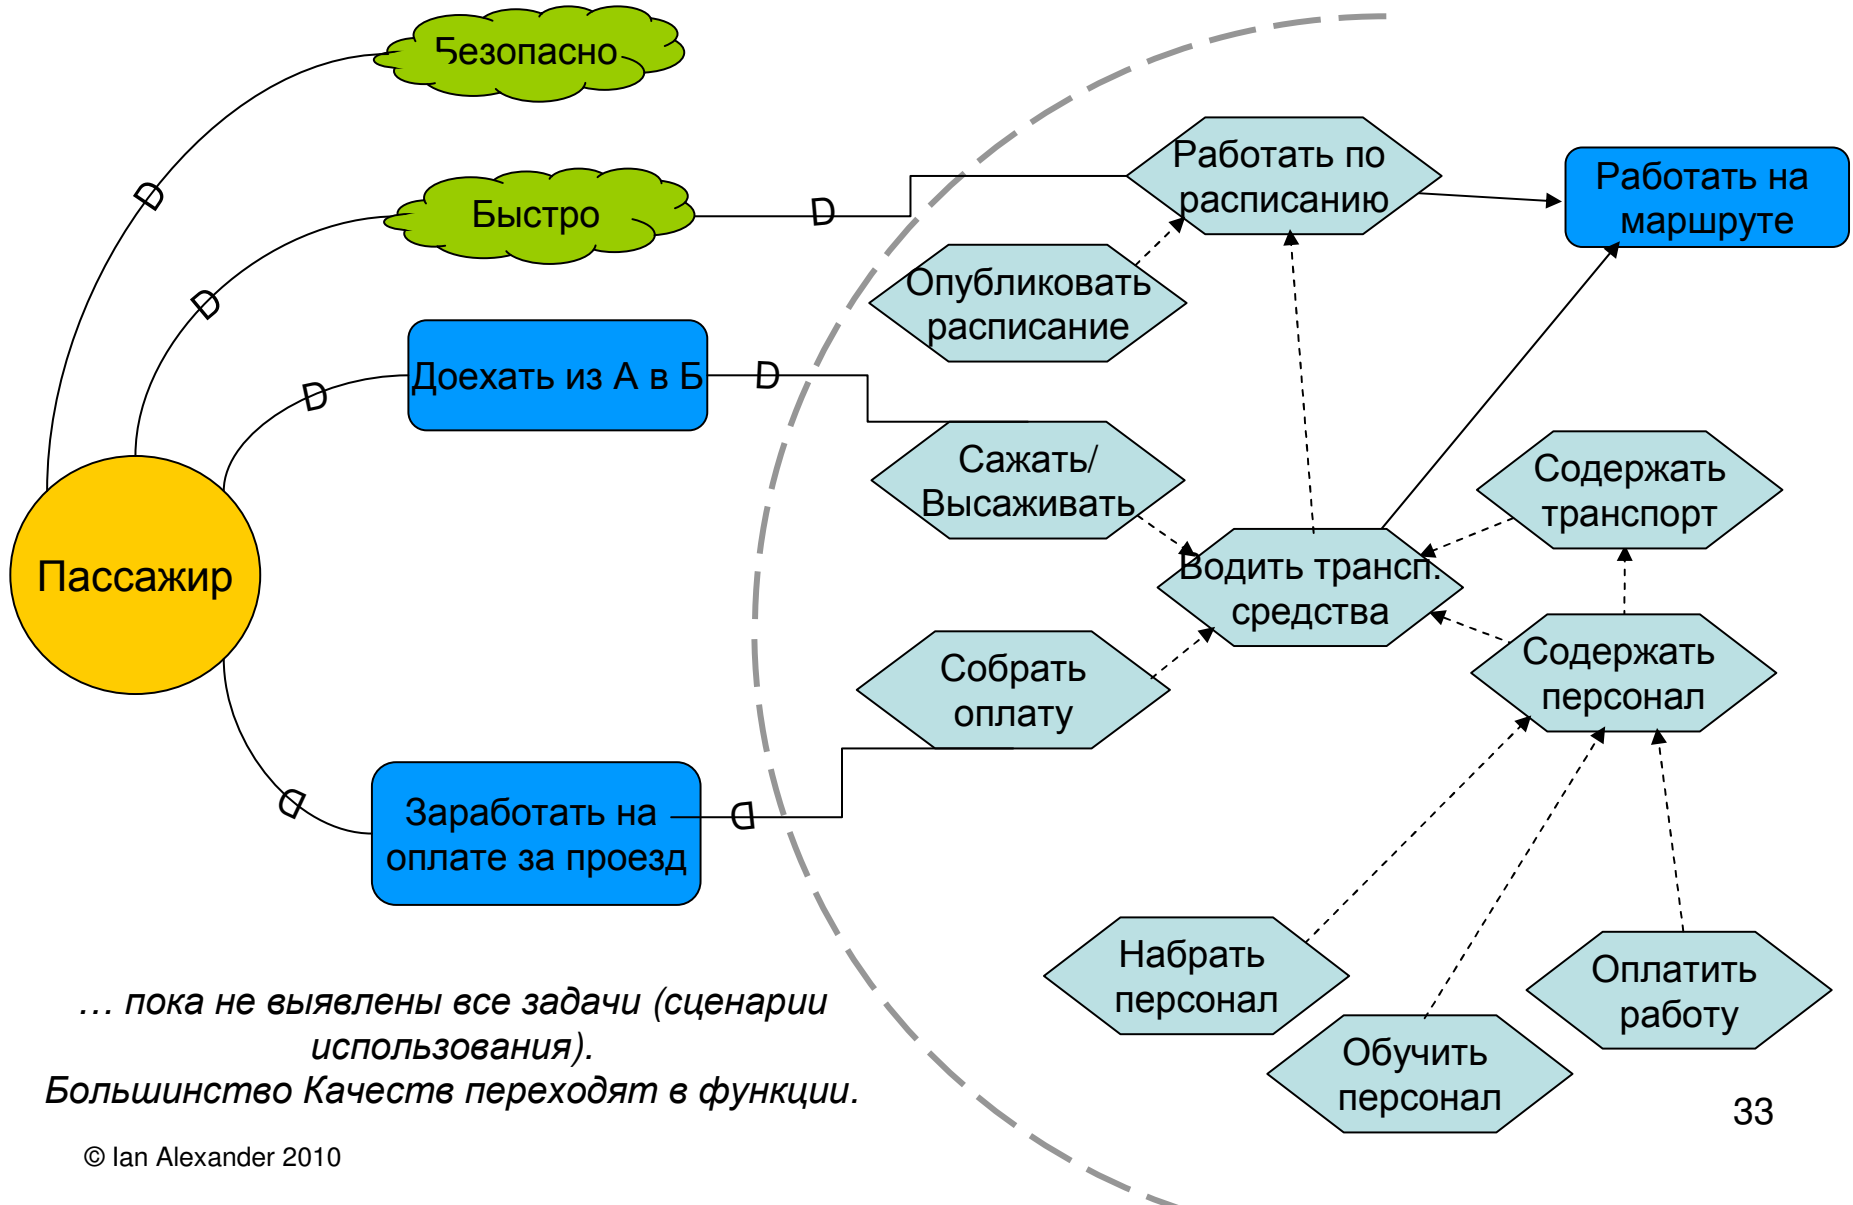 Безопасно
Быстро
Доехать из А в Б
Пассажир
Заработать на
оплате за проезд
Работать по
расписанию
Работать на
маршруте
Опубликовать
расписание
Сажать/
Высаживать
Содержать
транспорт
Водить трансп.
средства
Собрать
оплату
Содержать
персонал
Набрать
персонал
Обучить
персонал
Оплатить
работу
D
D
D
D
D
D
D
… пока не выявлены все задачи (сценарии
использования).
Большинство Качеств переходят в функции.
33
© Ian Alexander 2010